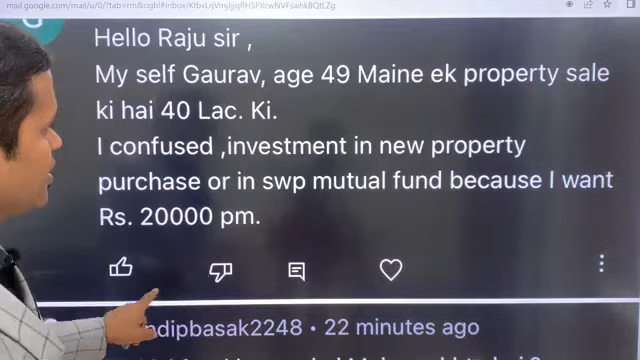 mail.google.com/mail/u/0/?tab=rm&ogbl#inbox/
Hello Raju sir ,
My self Gaurav, age 49 Maine ek property sale
ki hai 40 Lac. Ki.
I confused ,investment in new property
purchase or in swp mutual fund because I want
Rs. 20000 pm.
ndipbasak2248 • 22 minutes ago